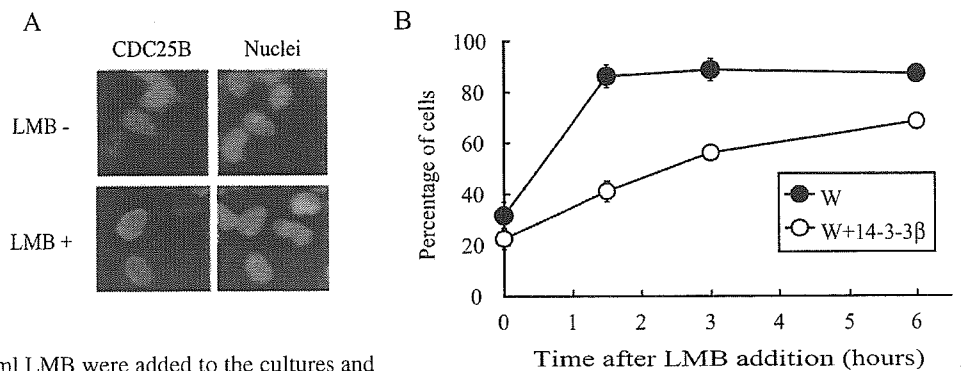 A
CDC25B Nuclei
LMB -
LMB +
B
100
80
60
40
20
0
Percentage of cells
W
W+14-3-3β
0 1 2 3 4 5 6
Time after LMB addition (hours)
ml LMB were added to the cultures and